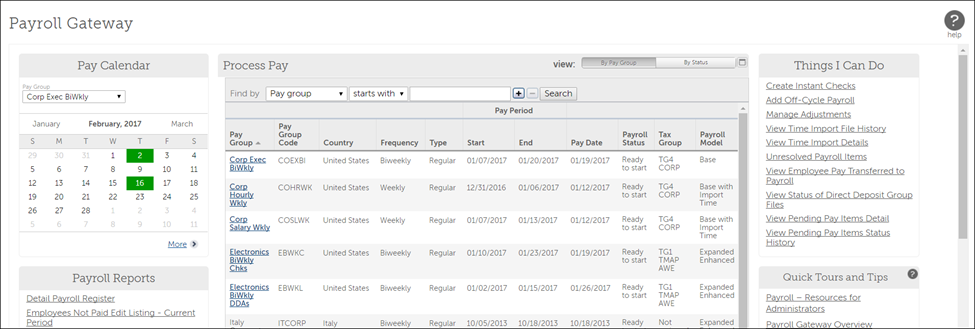 Payroll Gateway
?
help
Pay Calendar
Pay Group
Corp Exec BiWkly
January February, 2017 March
S M T W T F S
29 30 31 1 2 3 4
5 6 7 8 9 10 11
12 13 14 15 16 17 18
19 20 21 22 23 24 25
26 27 28 1 2 3 4
5 6 7 8 9 10 11
More
Payroll Reports
Detail Payroll Register
Employees Not Paid Edit Listing - Current
Period
Process Pay
view: By Pay Group By Status
Find by Pay group starts with + − Search
Pay Period
Pay Group Pay Group Code Country Frequency Type Start End Pay Date Payroll Status Tax Group Payroll Model
Corp Exec BiWkly COEXBI United States Biweekly Regular 01/07/2017 01/20/2017 01/19/2017 Ready to start TG4 CORP Base
Corp Hourly Wkly COHRWK United States Weekly Regular 12/31/2016 01/06/2017 01/12/2017 Ready to start TG4 CORP Base with Import Time
Corp Salary Wkly COSLWK United States Weekly Regular 01/07/2017 01/13/2017 01/12/2017 Ready to start TG4 CORP Base with Import Time
Electronics BiWkly Chks EBWKC United States Biweekly Regular 01/10/2017 01/23/2017 01/19/2017 Ready to start TG1 TMAP AWE Expanded Enhanced
Electronics BiWkly DDAs EBWKL United States Biweekly Regular 01/02/2017 01/15/2017 01/26/2017 Ready to start TG1 TMAP AWE Expanded Enhanced
Italy ITCORP Italy Biweekly Regular 10/05/2013 10/18/2013 10/18/2013 Ready Not Expanded
Things I Can Do
Create Instant Checks
Add Off-Cycle Payroll
Manage Adjustments
View Time Import File History
View Time Import Details
Unresolved Payroll Items
View Employee Pay Transferred to
Payroll
View Status of Direct Deposit Group
Files
View Pending Pay Items Detail
View Pending Pay Items Status
History
Quick Tours and Tips ?
Payroll – Resources for
Administrators
Payroll Gateway Overview